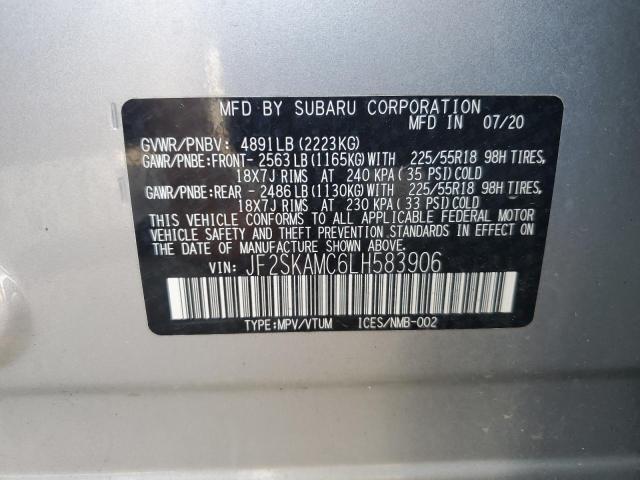 MFD BY SUBARU CORPORATION
MFD IN 07/20
GVWR/PNBV: 4891LB(2223KG)
GAWR/PNBE:FRONT-2563LB(1165KG)WITH 225/55R18 98H TIRES,
18X7J RIMS AT 240 KPA(35 PSI)COLD
GAWR/PNBE:REAR -2486LB(1130KG)WITH 225/55R18 98H TIRES,
18X7J RIMS AT 230 KPA(33 PSI)COLD
THIS VEHICLE CONFORMS TO ALL APPLICABLE FEDERAL MOTOR
VEHICLE SAFETY AND THEFT PREVENTION STANDARDS IN EFFECT ON
THE DATE OF MANUFACTURE SHOWN ABOVE.
VIN: JF2SKAMC6LH583906
TYPE:MPV/VTUM ICES/NMB-002